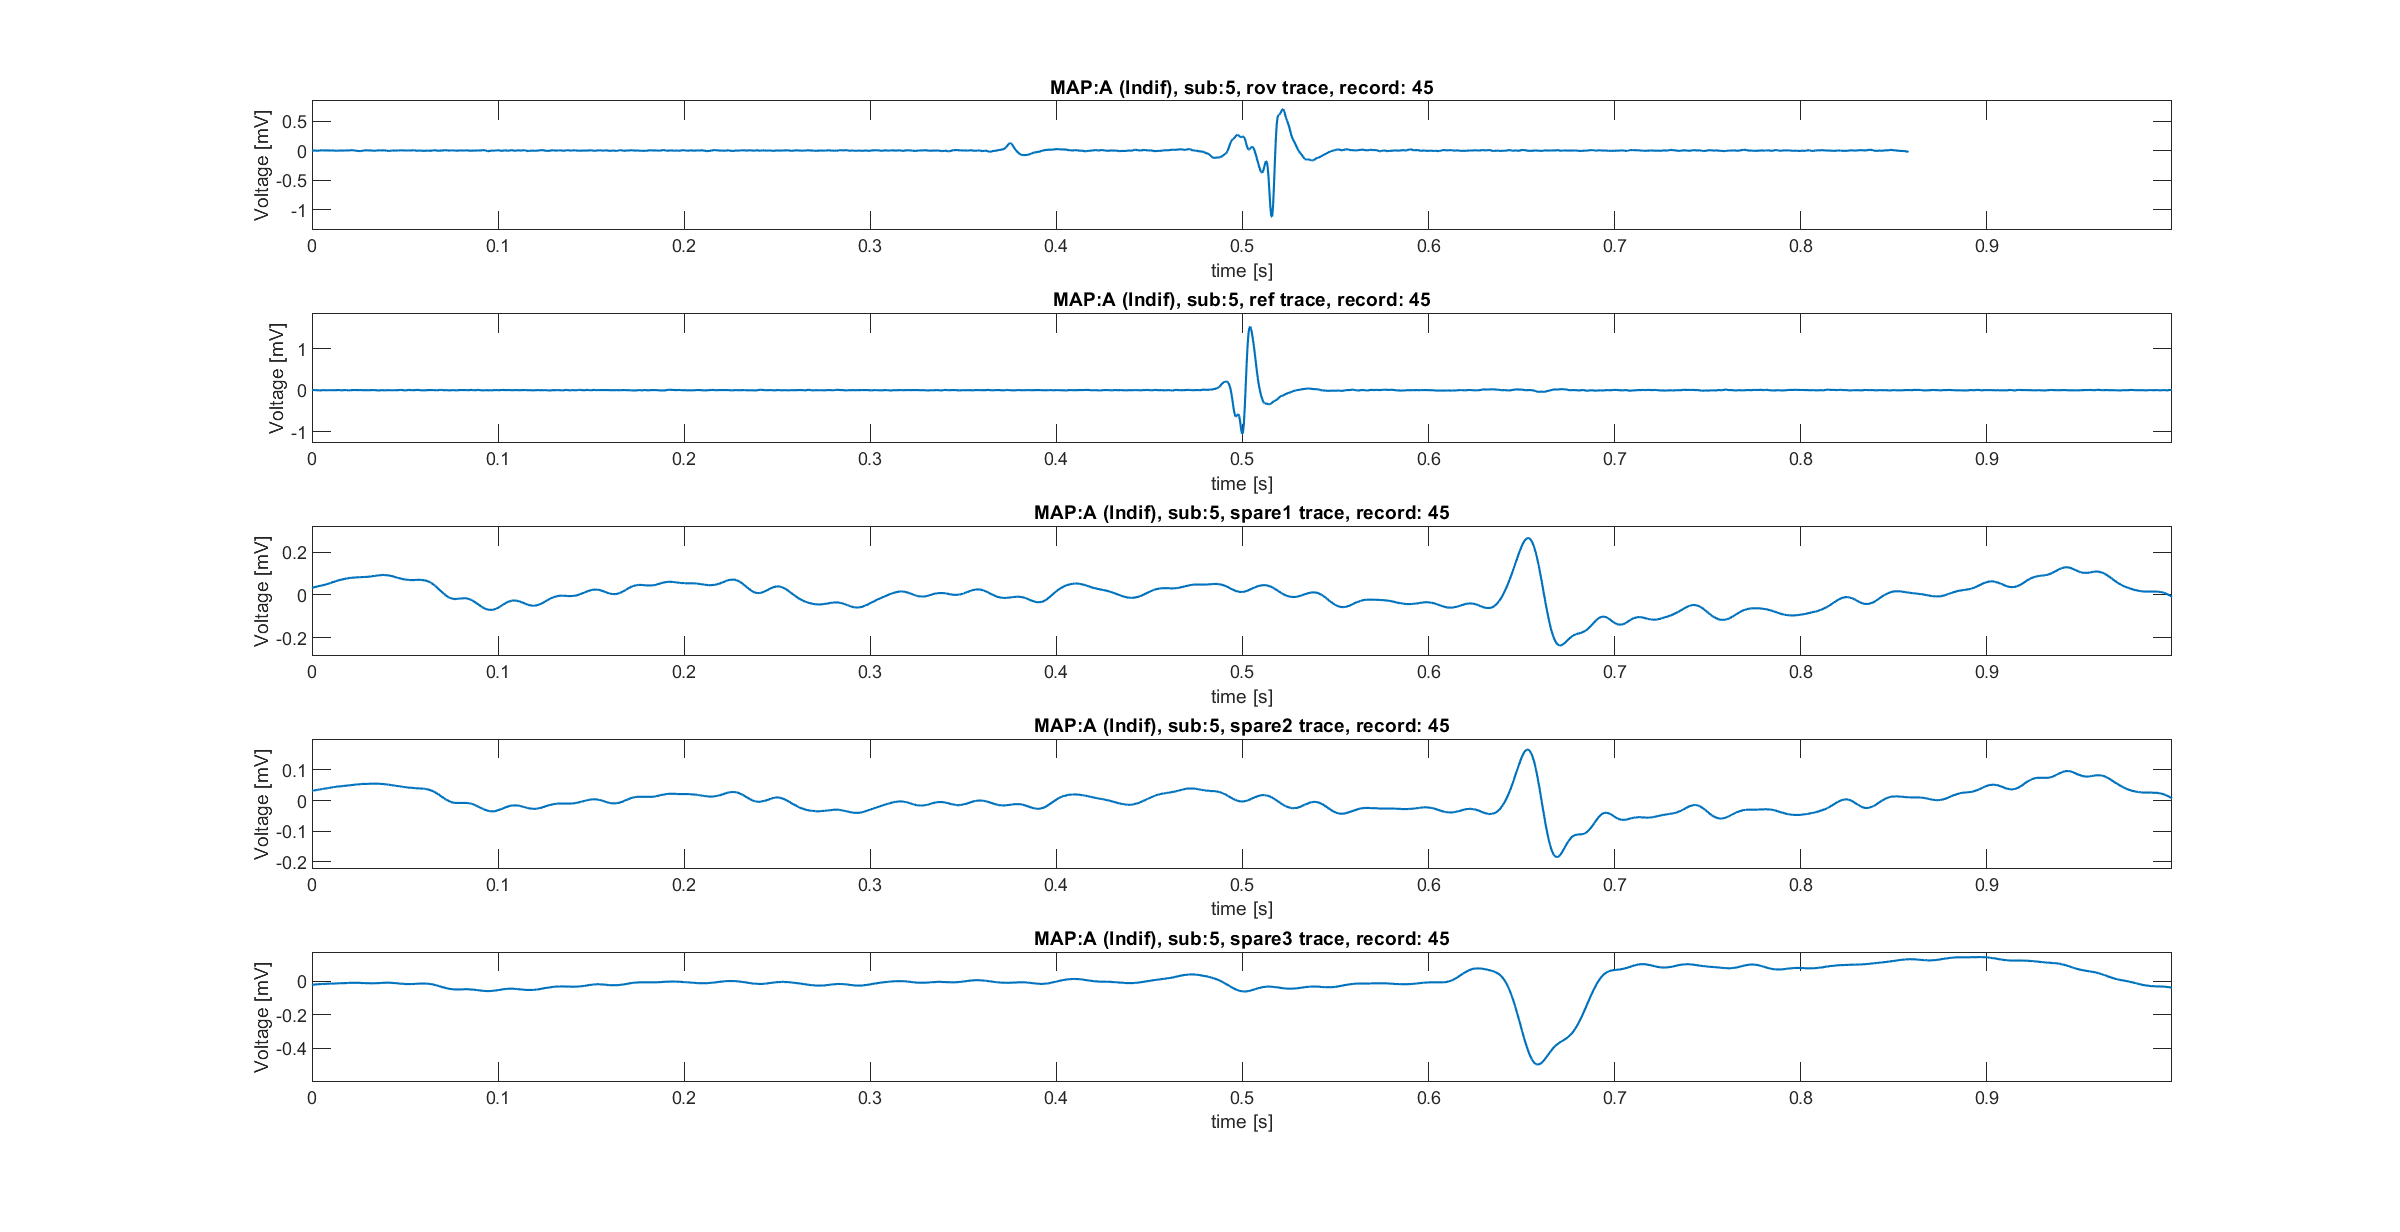 MAP:A (Indif), sub:5, rov trace, record: 45
Voltage [mV]
0.5
0
-0.5
-1
0 0.1 0.2 0.3 0.4 0.5 0.6 0.7 0.8 0.9
time [s]
MAP:A (Indif), sub:5, ref trace, record: 45
Voltage [mV]
1
0
-1
0 0.1 0.2 0.3 0.4 0.5 0.6 0.7 0.8 0.9
time [s]
MAP:A (Indif), sub:5, spare1 trace, record: 45
Voltage [mV]
0.2
0
-0.2
0 0.1 0.2 0.3 0.4 0.5 0.6 0.7 0.8 0.9
time [s]
MAP:A (Indif), sub:5, spare2 trace, record: 45
Voltage [mV]
0.1
0
-0.1
-0.2
0 0.1 0.2 0.3 0.4 0.5 0.6 0.7 0.8 0.9
time [s]
MAP:A (Indif), sub:5, spare3 trace, record: 45
Voltage [mV]
0
-0.2
-0.4
0 0.1 0.2 0.3 0.4 0.5 0.6 0.7 0.8 0.9
time [s]